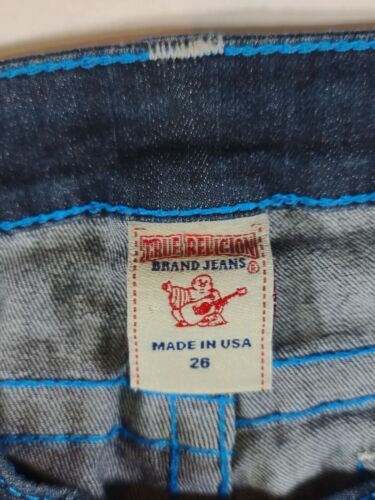 TRUE RELIGION
BRAND JEANS ®
MADE IN USA
26